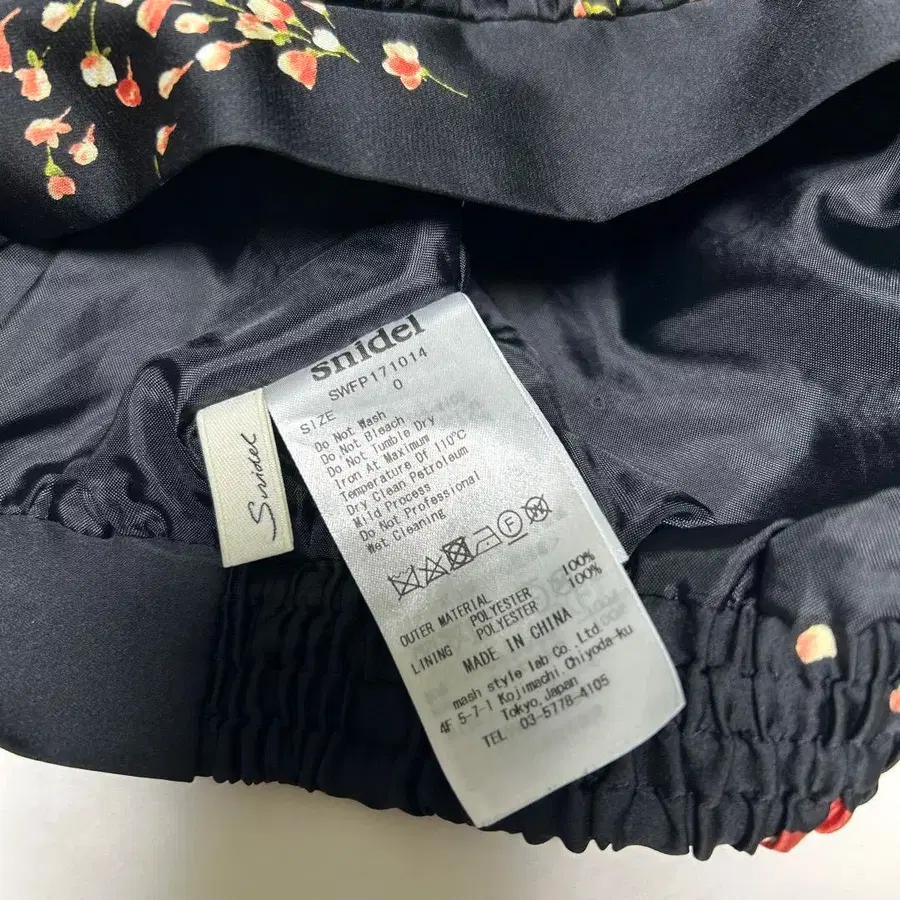 snidel
SWFP171014
SIZE 0
Do Not Wash
Do Not Bleach
Do Not Tumble Dry
Iron At Maximum
Temperature Of 110℃
Dry Clean Petroleum
Mild Process
Do Not Professional
Wet Cleaning
OUTER MATERIAL
POLYESTER 100%
LINING POLYESTER 100%
MADE IN CHINA
mash style lab Co.,Ltd.
4F 5-7-1 Kojimachi,Chiyoda-ku
Tokyo,Japan
TEL 03-5778-4105
Snidel